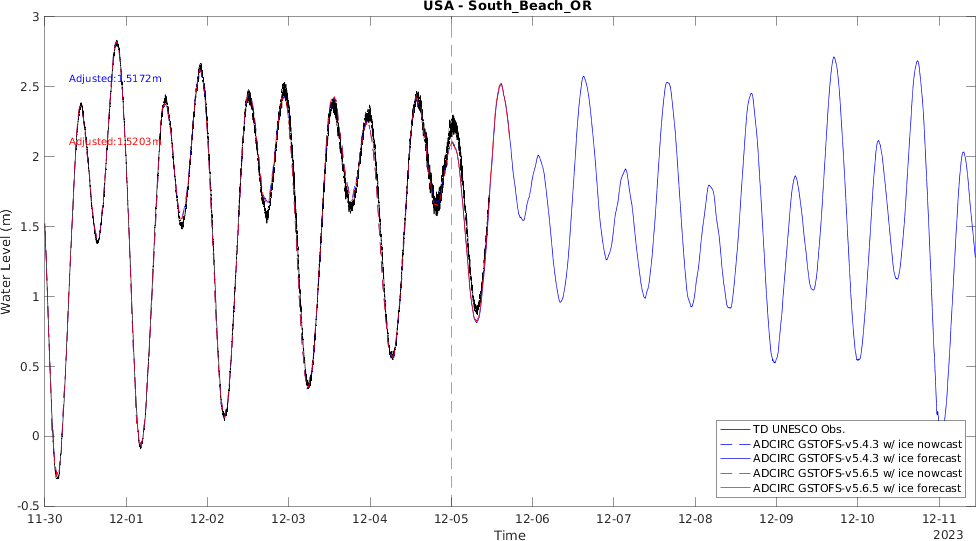 USA - South_Beach_OR
3
2.5
2
1.5
1
0.5
0
-0.5
Water Level (m)
Adjusted:1.5172m
Adjusted:1.5203m
TD UNESCO Obs.
ADCIRC GSTOFS-v5.4.3 w/ ice nowcast
ADCIRC GSTOFS-v5.4.3 w/ ice forecast
ADCIRC GSTOFS-v5.6.5 w/ ice nowcast
ADCIRC GSTOFS-v5.6.5 w/ ice forecast
11-30 12-01 12-02 12-03 12-04 12-05 12-06 12-07 12-08 12-09 12-10 12-11
Time
2023